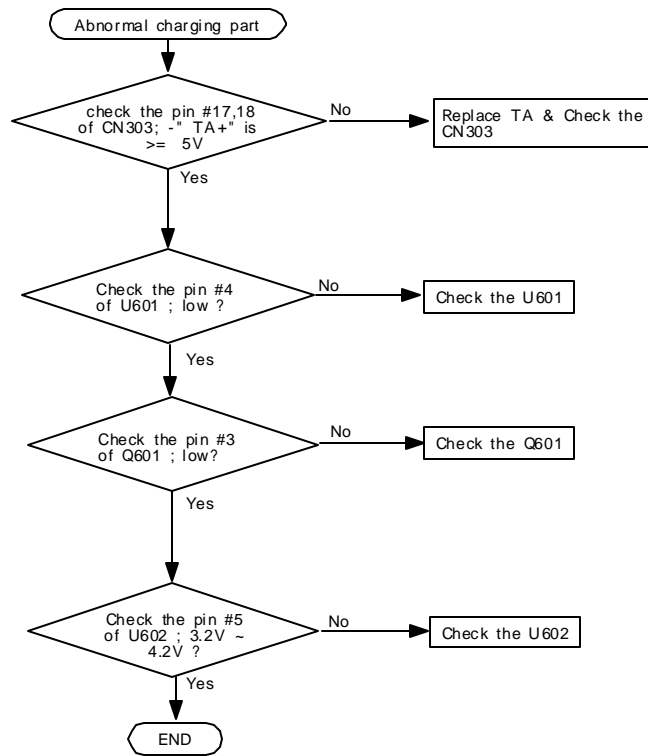 Abnormal charging part
check the pin #17,18
of CN303; -" TA+" is
>= 5V
No
Replace TA & Check the
CN303
Yes
Check the pin #4
of U601 ; low ?
No
Check the U601
Yes
Check the pin #3
of Q601 ; low?
No
Check the Q601
Yes
Check the pin #5
of U602 ; 3.2V ~
4.2V ?
No
Check the U602
Yes
END